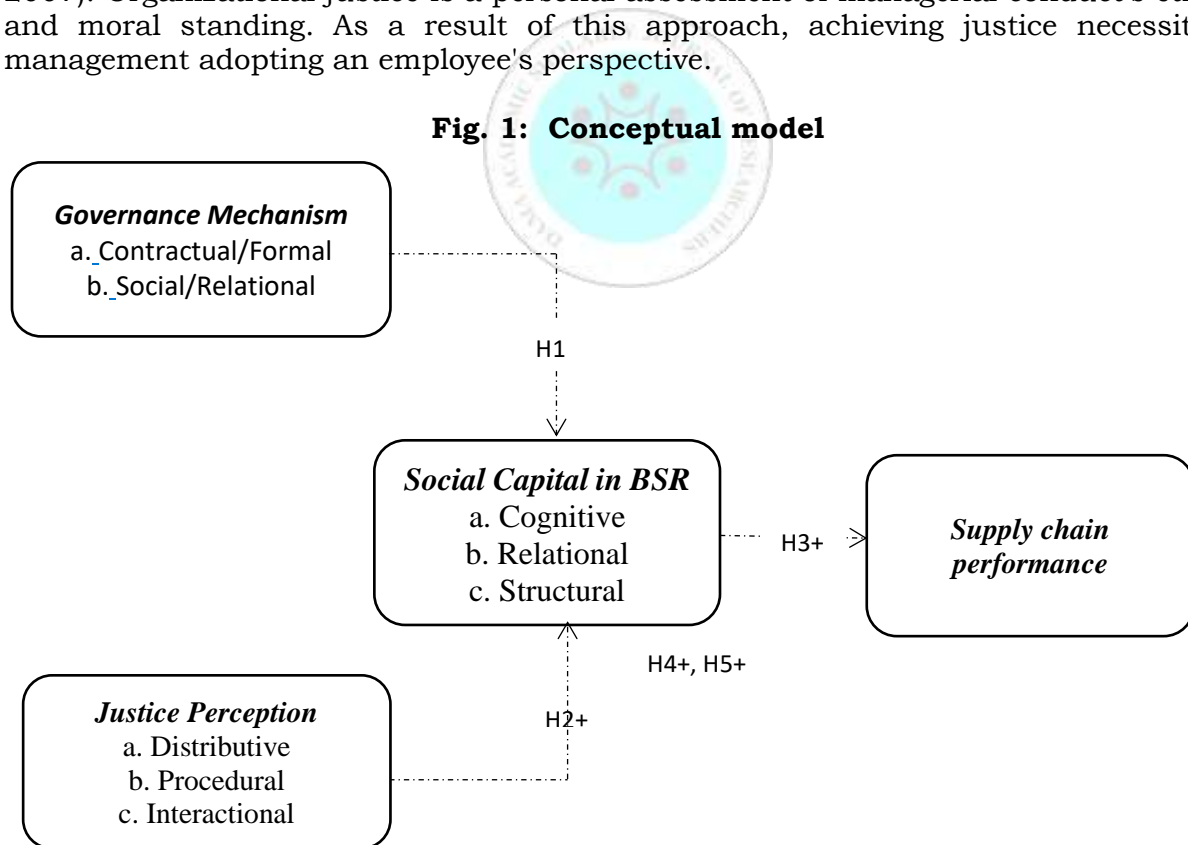 and moral standing. As a result of this approach, achieving justice necessit
management adopting an employee's perspective.
Fig. 1: Conceptual model
Governance Mechanism
a. Contractual/Formal
b. Social/Relational
H1
Social Capital in BSR
a. Cognitive
b. Relational
c. Structural
H3+
Supply chain
performance
H4+, H5+
Justice Perception
a. Distributive
b. Procedural
c. Interactional
H2+